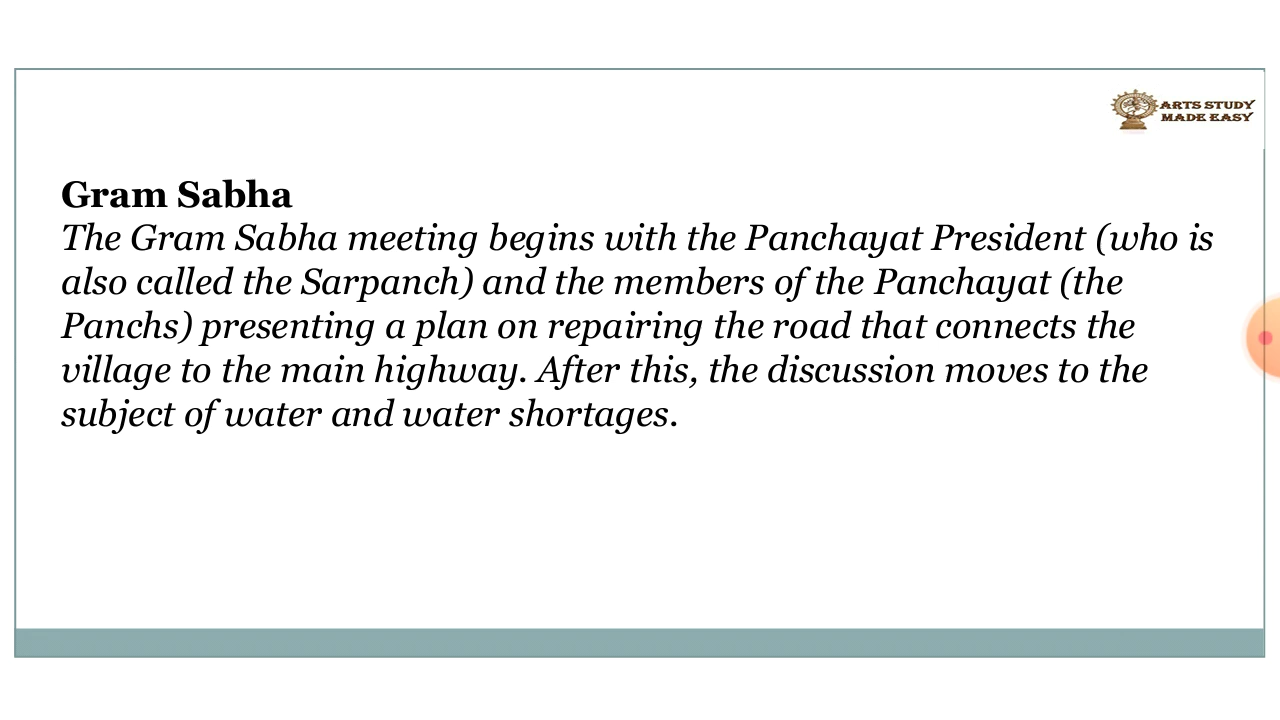 ARTS STUDY
MADE EASY
Gram Sabha
The Gram Sabha meeting begins with the Panchayat President (who is
also called the Sarpanch) and the members of the Panchayat (the
Panchs) presenting a plan on repairing the road that connects the
village to the main highway. After this, the discussion moves to the
subject of water and water shortages.